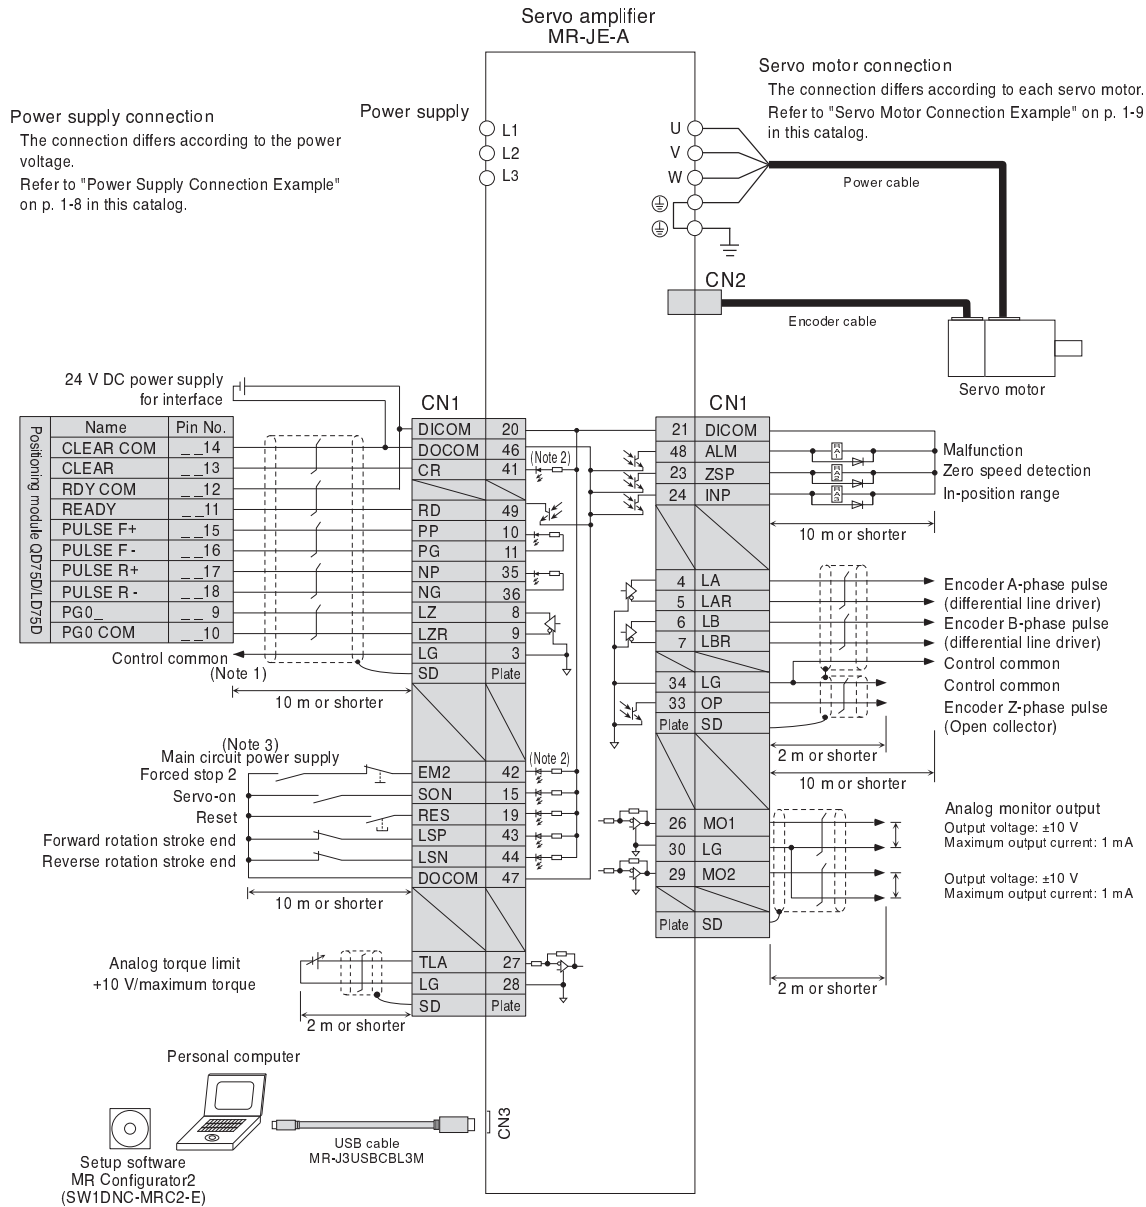 Servo amplifier
MR-JE-A
Power supply connection
The connection differs according to the power
voltage.
Refer to "Power Supply Connection Example"
on p. 1-8 in this catalog.
Power supply
L1
L2
L3
Servo motor connection
The connection differs according to each servo motor.
Refer to "Servo Motor Connection Example" on p. 1-9
in this catalog.
U
V
W
Power cable
CN2
Encoder cable
Servo motor
24 V DC power supply
for interface
Positioning module QD75D/LD75D
Name Pin No.
CLEAR COM _ _14
CLEAR _ _13
RDY COM _ _12
READY _ _11
PULSE F+ _ _15
PULSE F - _ _16
PULSE R+ _ _17
PULSE R - _ _18
PG0_ _ _ 9
PG0 COM _ _10
Control common
(Note 1)
10 m or shorter
CN1
DICOM 20
DOCOM 46
CR 41
(Note 2)
RD 49
PP 10
PG 11
NP 35
NG 36
LZ 8
LZR 9
LG 3
SD Plate
(Note 3)
Main circuit power supply
Forced stop 2
Servo-on
Reset
Forward rotation stroke end
Reverse rotation stroke end
10 m or shorter
EM2 42
(Note 2)
SON 15
RES 19
LSP 43
LSN 44
DOCOM 47
Analog torque limit
+10 V/maximum torque
2 m or shorter
TLA 27
LG 28
SD Plate
CN1
21 DICOM
48 ALM
23 ZSP
24 INP
RA1
RA2
RA3
Malfunction
Zero speed detection
In-position range
10 m or shorter
4 LA
5 LAR
6 LB
7 LBR
34 LG
33 OP
Plate SD
Encoder A-phase pulse
(differential line driver)
Encoder B-phase pulse
(differential line driver)
Control common
Control common
Encoder Z-phase pulse
(Open collector)
2 m or shorter
10 m or shorter
26 MO1
30 LG
29 MO2
Plate SD
Analog monitor output
Output voltage: ±10 V
Maximum output current: 1 mA
Output voltage: ±10 V
Maximum output current: 1 mA
2 m or shorter
Personal computer
CN3
USB cable
MR-J3USBCBL3M
Setup software
MR Configurator2
(SW1DNC-MRC2-E)